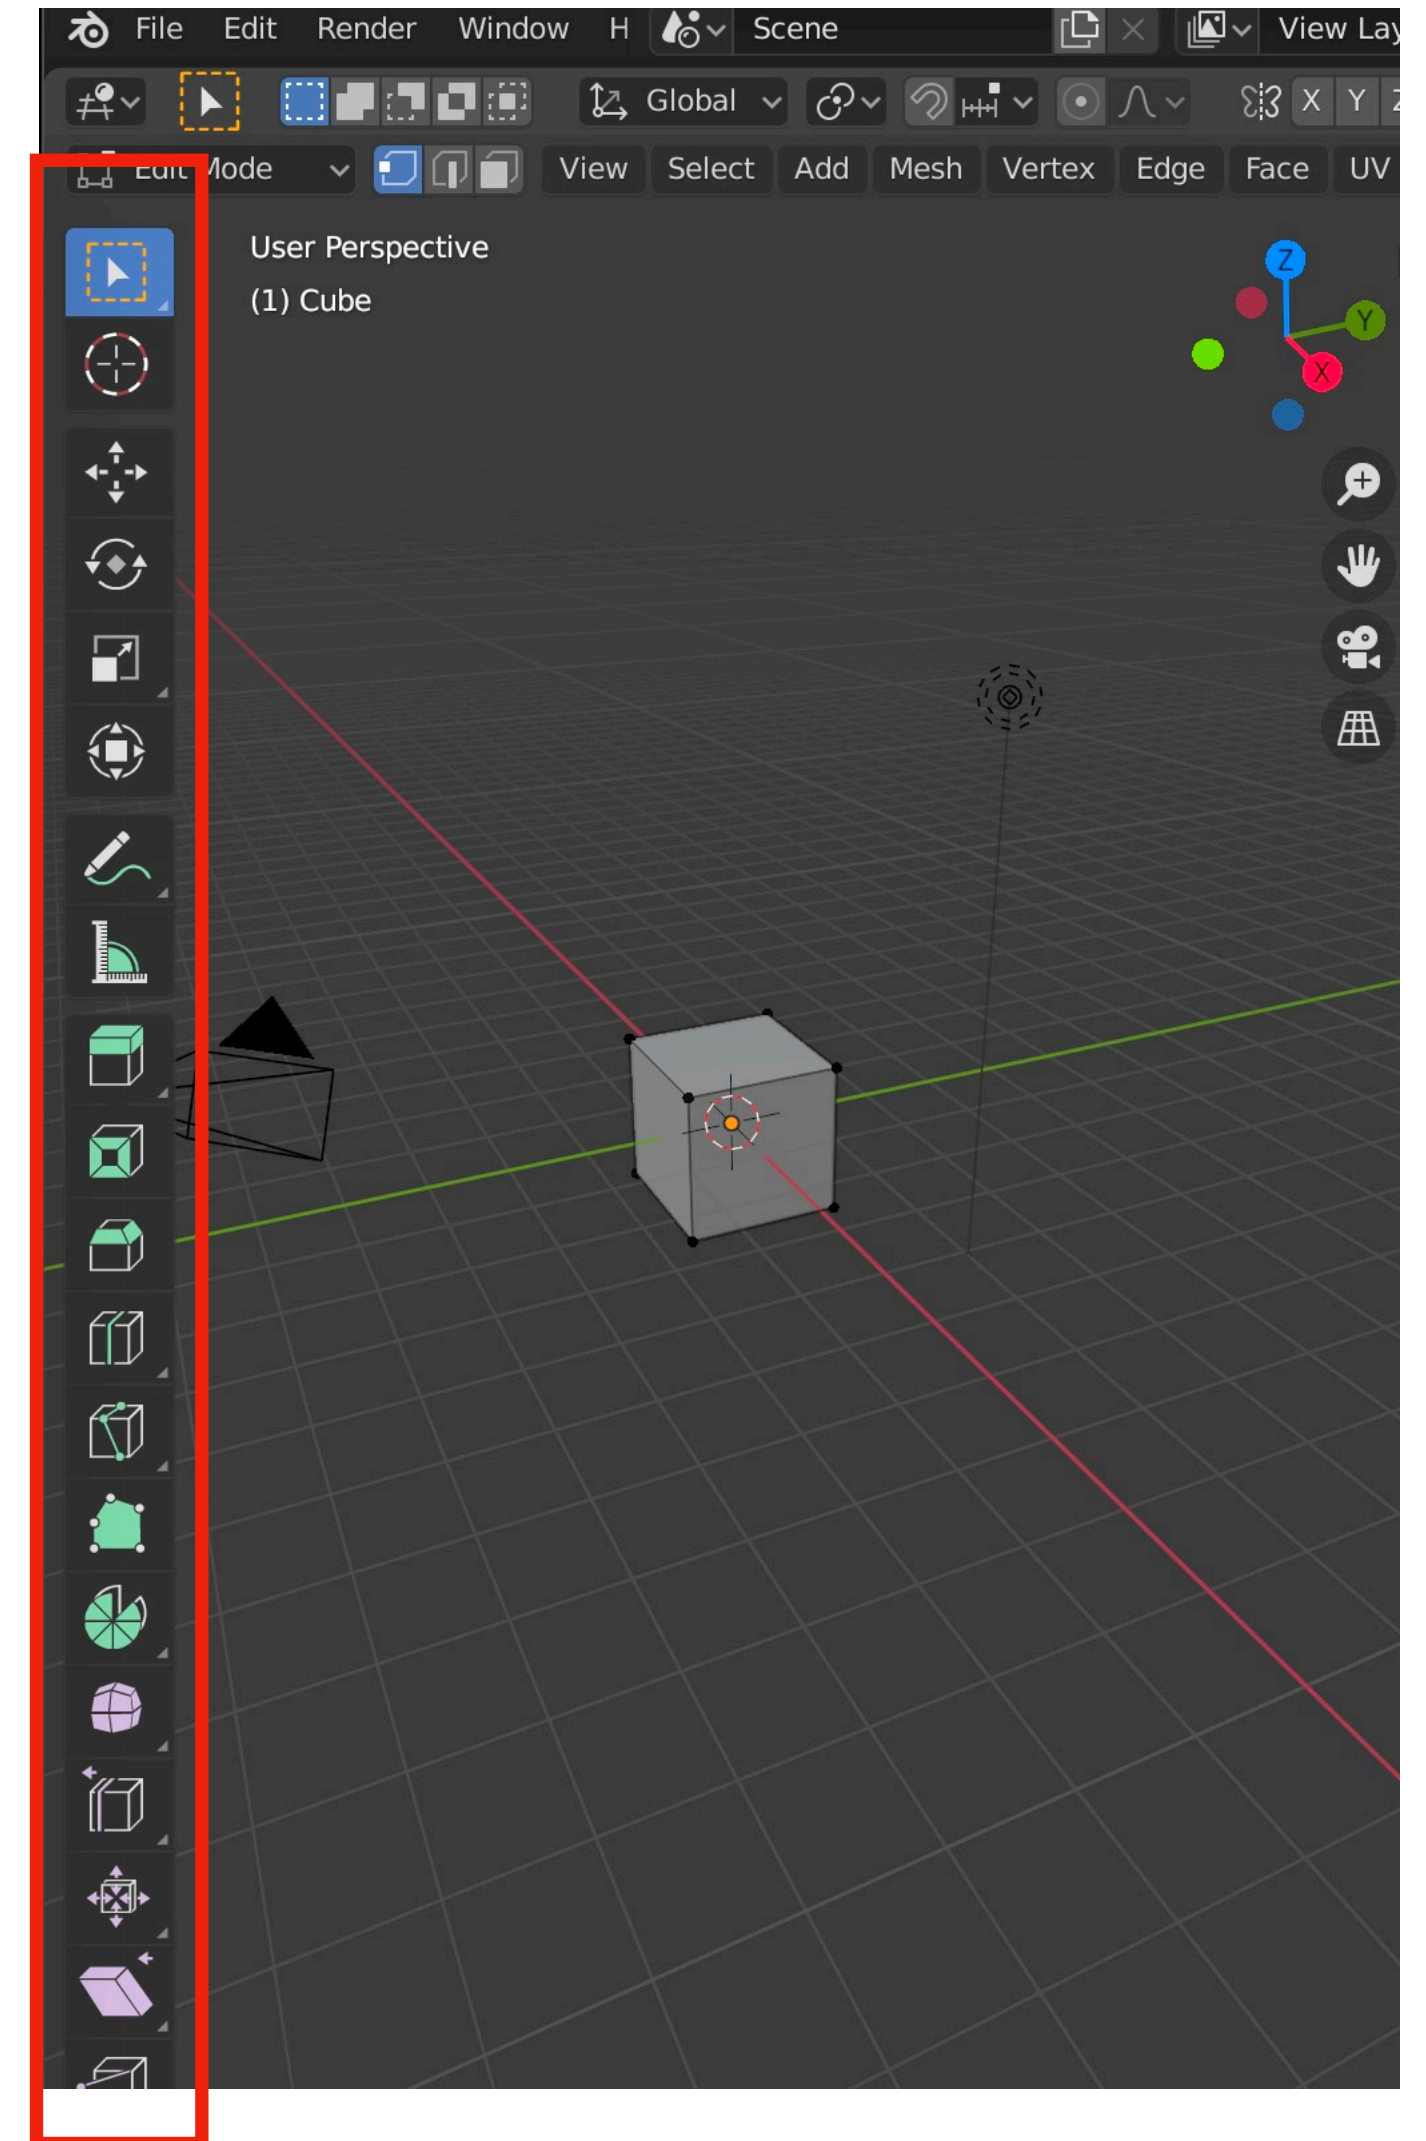 File Edit Render Window H Scene View Lay
Global X Y Z
Edit Mode View Select Add Mesh Vertex Edge Face UV
User Perspective
(1) Cube
Z
Y
X